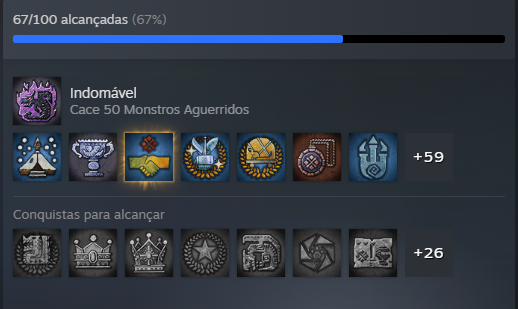 67/100 alcançadas (67%)
Indomável
Cace 50 Monstros Aguerridos
+59
Conquistas para alcançar
+26